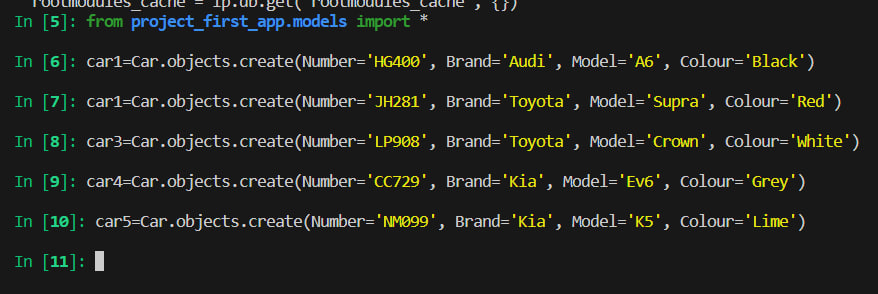 rootmodules_cache = ip.db.get('rootmodules_cache', {})
In [5]: from project_first_app.models import *
In [6]: car1=Car.objects.create(Number='HG400', Brand='Audi', Model='A6', Colour='Black')
In [7]: car1=Car.objects.create(Number='JH281', Brand='Toyota', Model='Supra', Colour='Red')
In [8]: car3=Car.objects.create(Number='LP908', Brand='Toyota', Model='Crown', Colour='White')
In [9]: car4=Car.objects.create(Number='CC729', Brand='Kia', Model='Ev6', Colour='Grey')
In [10]: car5=Car.objects.create(Number='NM099', Brand='Kia', Model='K5', Colour='Lime')
In [11]: